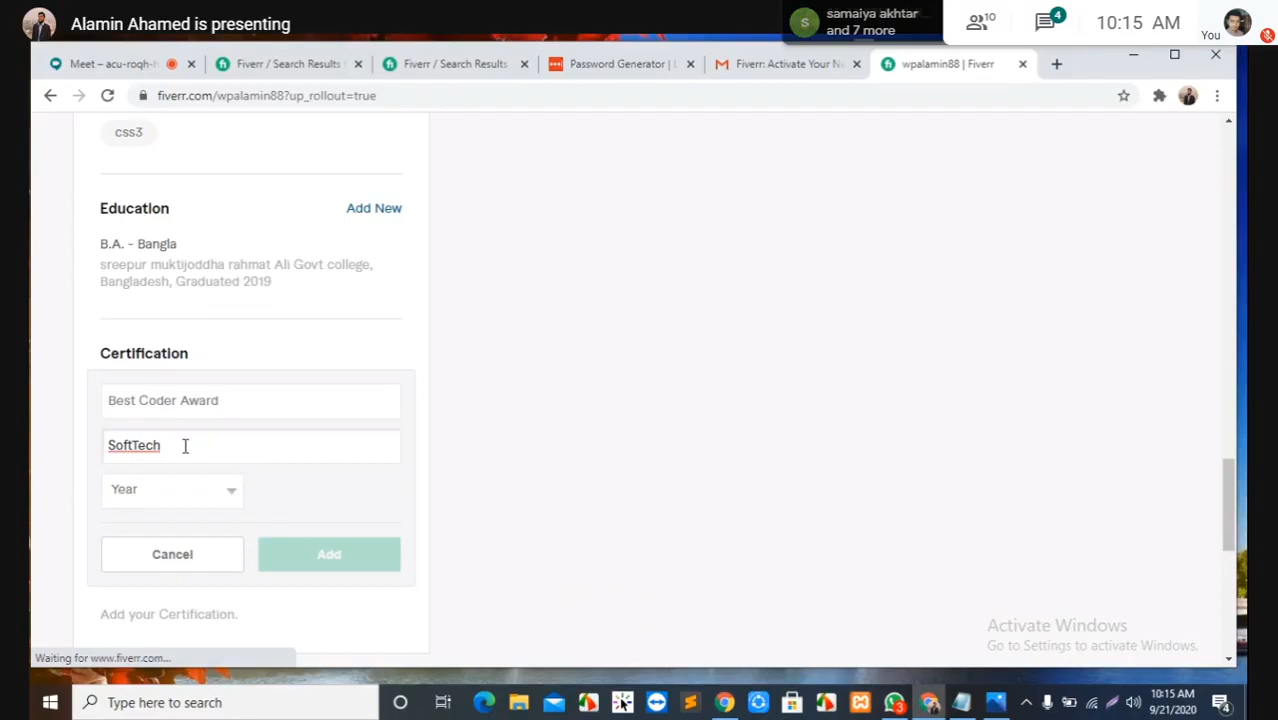 Alamin Ahamed is presenting
S
samaiya akhtar
and 7 more
10
4
10:15 AM
You
Meet – acu-roqh-h
Fiverr / Search Results
Fiverr / Search Results
Password Generator | L
Fiverr: Activate Your Ne
wpalamin88 | Fiverr
fiverr.com/wpalamin88?up_rollout=true
css3
Education
Add New
B.A. - Bangla
sreepur muktijoddha rahmat Ali Govt college,
Bangladesh, Graduated 2019
Certification
Best Coder Award
SoftTech
Year
Cancel
Add
Add your Certification.
Activate Windows
Go to Settings to activate Windows.
Waiting for www.fiverr.com...
Type here to search
3
10:15 AM
9/21/2020
4